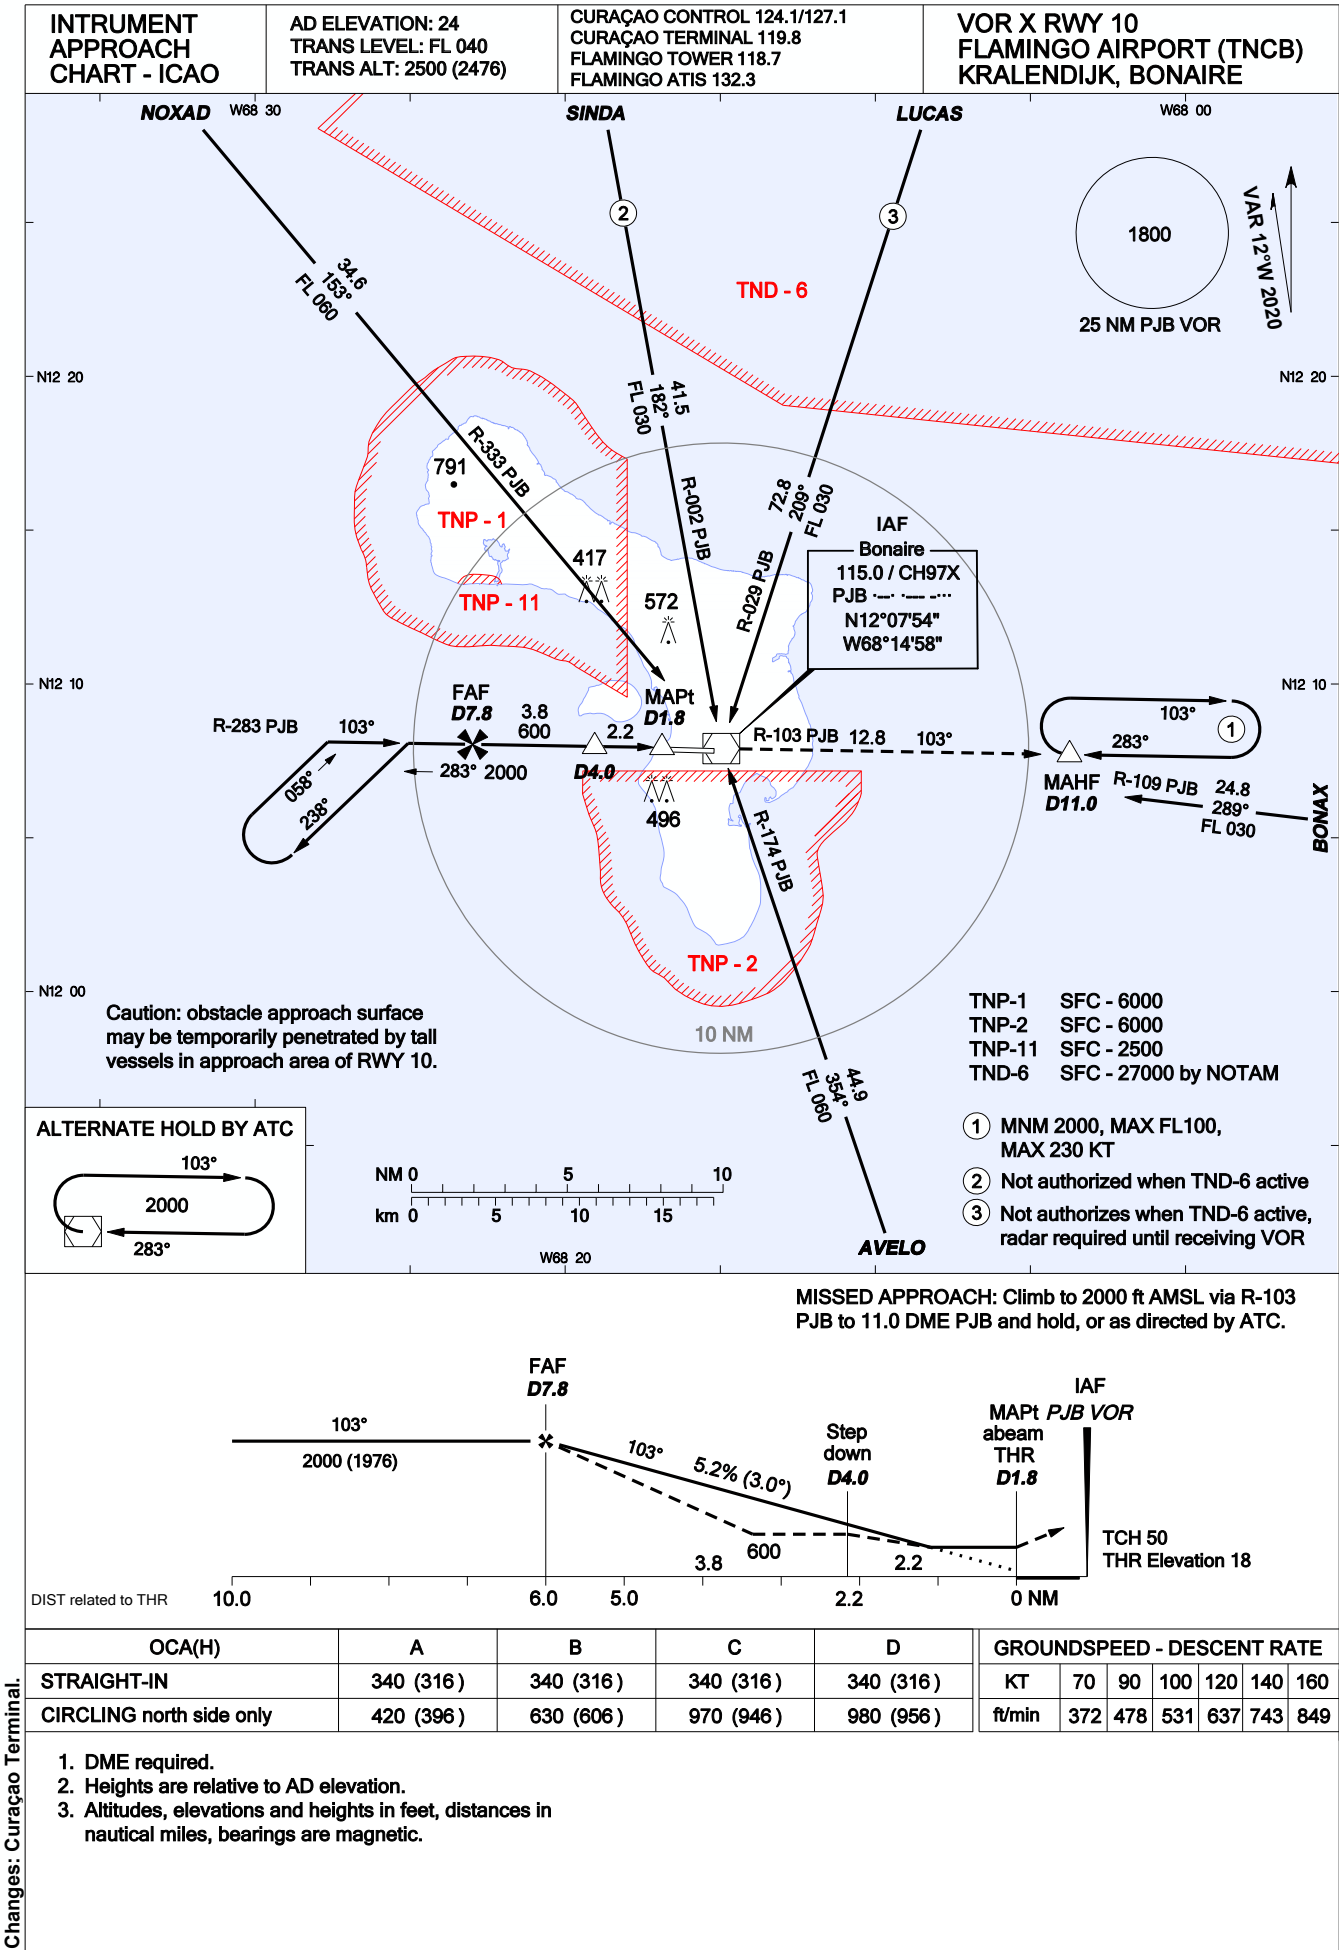 INTRUMENT
APPROACH
CHART - ICAO
AD ELEVATION: 24
TRANS LEVEL: FL 040
TRANS ALT: 2500 (2476)
CURAÇAO CONTROL 124.1/127.1
CURAÇAO TERMINAL 119.8
FLAMINGO TOWER 118.7
FLAMINGO ATIS 132.3
VOR X RWY 10
FLAMINGO AIRPORT (TNCB)
KRALENDIJK, BONAIRE
NOXAD
W68 30
SINDA
LUCAS
W68 00
2
3
1800
25 NM PJB VOR
VAR 12°W 2020
TND - 6
34.6
153°
FL 060
N12 20
N12 20
41.5
182°
FL 030
R-333 PJB
791
TNP - 1
R-002 PJB
72.8
209°
FL 030
IAF
Bonaire
115.0 / CH97X
PJB ·--· ·--- -···
N12°07'54"
W68°14'58"
417
TNP - 11
572
R-029 PJB
N12 10
N12 10
FAF
D7.8
MAPt
D1.8
R-283 PJB
103°
3.8
600
2.2
R-103 PJB
12.8
103°
103°
1
283°
283°
2000
D4.0
058°
238°
MAHF
D11.0
R-109 PJB
24.8
289°
FL 030
BONAX
496
R-174 PJB
TNP - 2
N12 00
10 NM
Caution: obstacle approach surface
may be temporarily penetrated by tall
vessels in approach area of RWY 10.
TNP-1 SFC - 6000
TNP-2 SFC - 6000
TNP-11 SFC - 2500
TND-6 SFC - 27000 by NOTAM
44.9
354°
FL 060
ALTERNATE HOLD BY ATC
103°
2000
283°
NM 0 5 10
km 0 5 10 15
W68 20
AVELO
1 MNM 2000, MAX FL100,
MAX 230 KT
2 Not authorized when TND-6 active
3 Not authorizes when TND-6 active,
radar required until receiving VOR
MISSED APPROACH: Climb to 2000 ft AMSL via R-103
PJB to 11.0 DME PJB and hold, or as directed by ATC.
FAF
D7.8
IAF
PJB VOR
MAPt
abeam
THR
D1.8
Step
down
D4.0
103°
2000 (1976)
103°
5.2% (3.0°)
3.8
600
2.2
TCH 50
THR Elevation 18
DIST related to THR
10.0 6.0 5.0 2.2 0 NM
OCA(H) A B C D
STRAIGHT-IN 340 (316) 340 (316) 340 (316) 340 (316)
CIRCLING north side only 420 (396) 630 (606) 970 (946) 980 (956)
GROUNDSPEED - DESCENT RATE
KT 70 90 100 120 140 160
ft/min 372 478 531 637 743 849
1. DME required.
2. Heights are relative to AD elevation.
3. Altitudes, elevations and heights in feet, distances in
nautical miles, bearings are magnetic.
Changes: Curaçao Terminal.